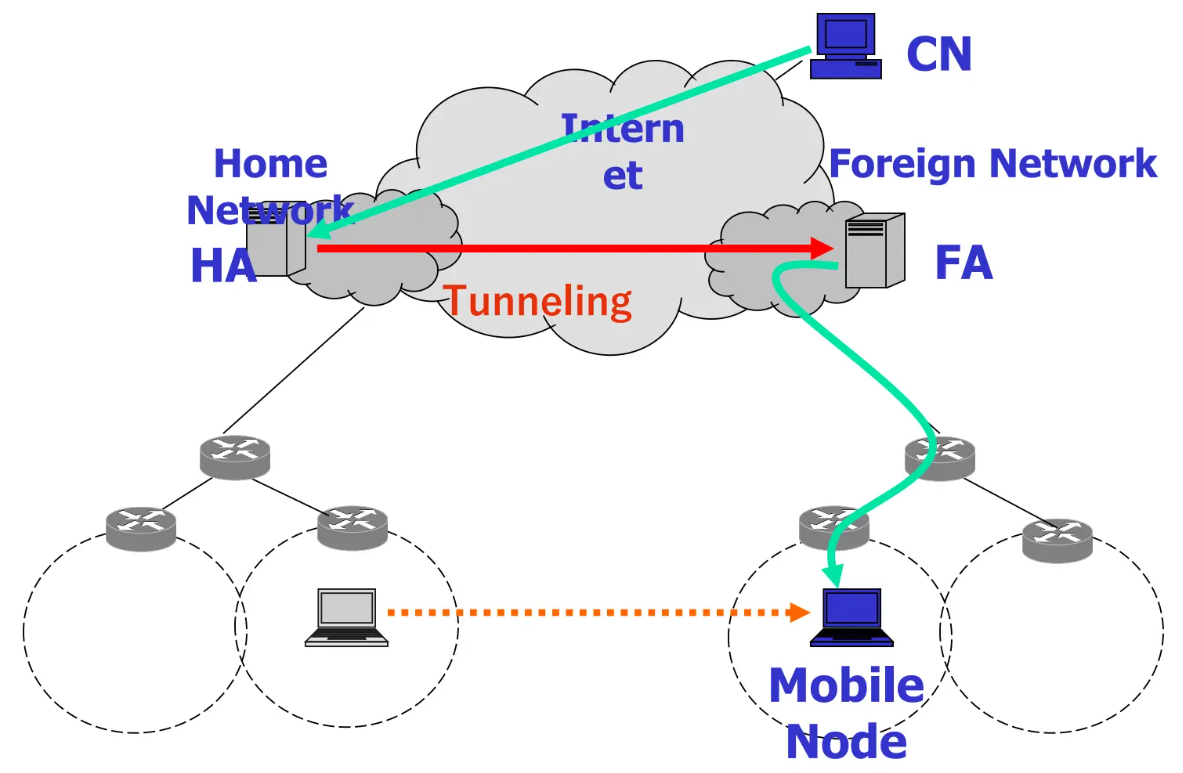 CN
Intern
et
Home
Network
Foreign Network
HA
FA
Tunneling
Mobile
Node